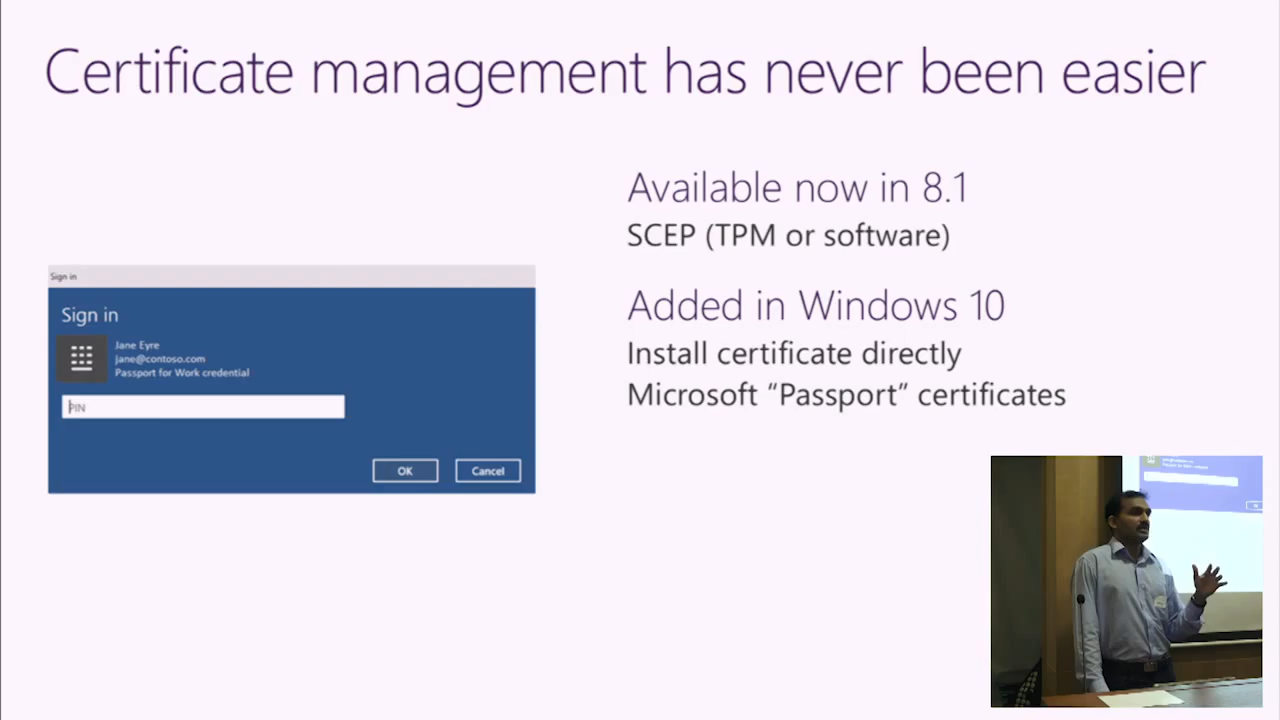 Certificate management has never been easier
Available now in 8.1
SCEP (TPM or software)
Added in Windows 10
Install certificate directly
Microsoft “Passport” certificates
Sign in
Sign in
Jane Eyre
jane@contoso.com
Passport for Work credential
PIN
OK
Cancel